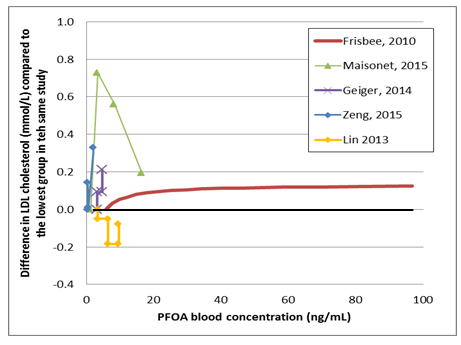 Difference in LDL cholesterol (mmol/L) compared to
the lowest group in teh same study
1.0
0.8
0.6
0.4
0.2
0.0
-0.2
-0.4
0
20
40
60
80
100
PFOA blood concentration (ng/mL)
Frisbee, 2010
Maisonet, 2015
Geiger, 2014
Zeng, 2015
Lin 2013